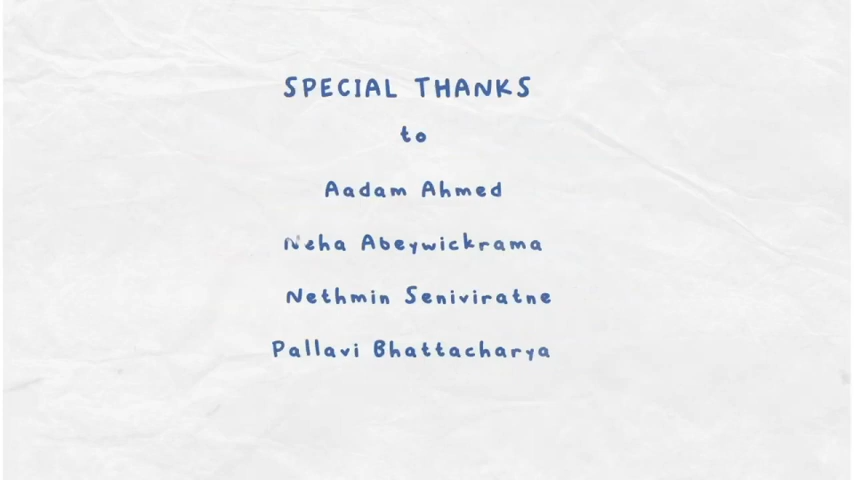 SPECIAL THANKS
to
Aadam Ahmed
Neha Abeywickrama
Nethmin Seniviratne
Pallavi Bhattacharya